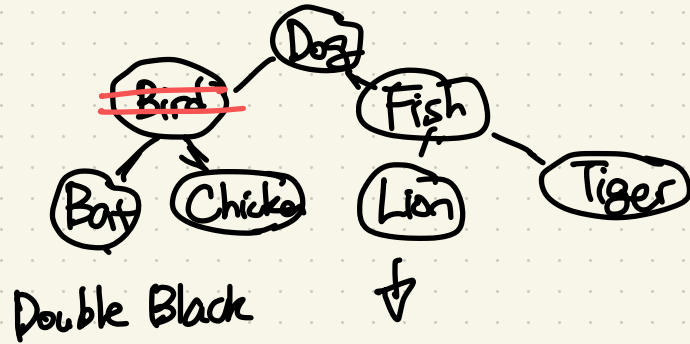 Dog
Bird
Fish
Bat
Chicken
Lion
Tiger
Double Black